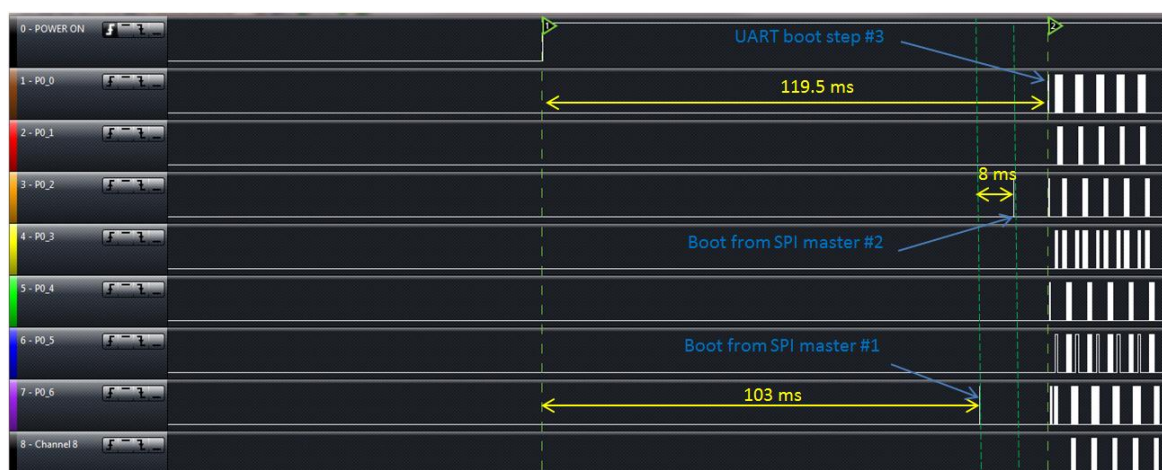 0 - POWER ON
1
2
UART boot step #3
1 - P0_0
119.5 ms
2 - P0_1
3 - P0_2
8 ms
4 - P0_3
Boot from SPI master #2
5 - P0_4
6 - P0_5
Boot from SPI master #1
7 - P0_6
103 ms
8 - Channel 8